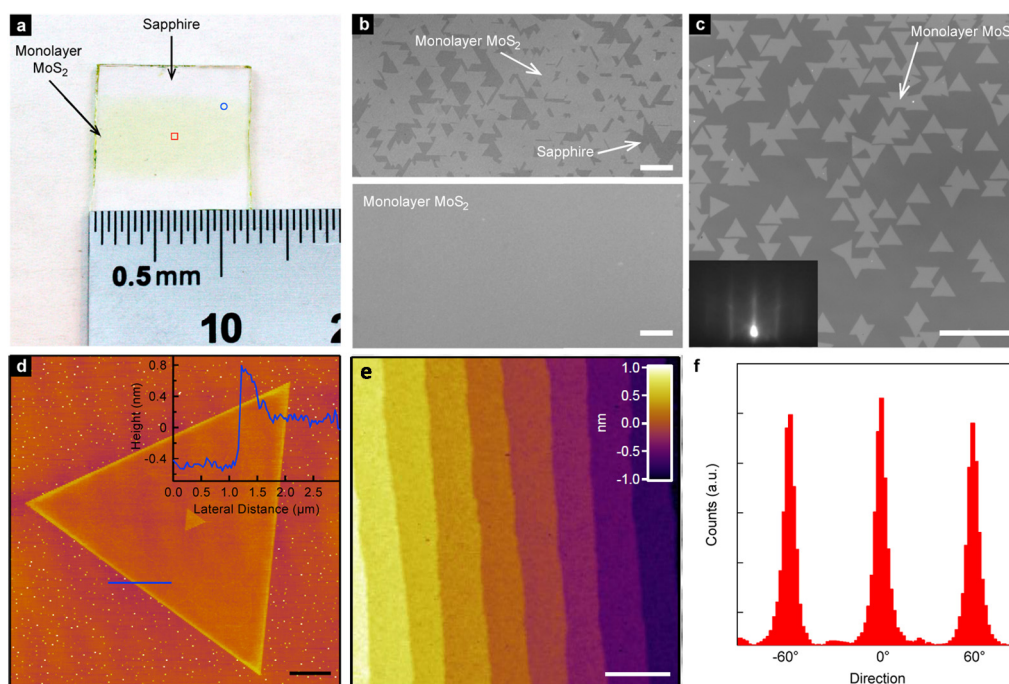 a
Sapphire
Monolayer
MoS₂
0.5 mm
10
b
Monolayer MoS₂
Sapphire
Monolayer MoS₂
c
Monolayer MoS
d
0.8
0.4
0
-0.4
Height (nm)
0.0 0.5 1.0 1.5 2.0 2.5
Lateral Distance (μm)
e
1.0
0.5
0.0
-0.5
-1.0
nm
f
Counts (a.u.)
-60° 0° 60°
Direction